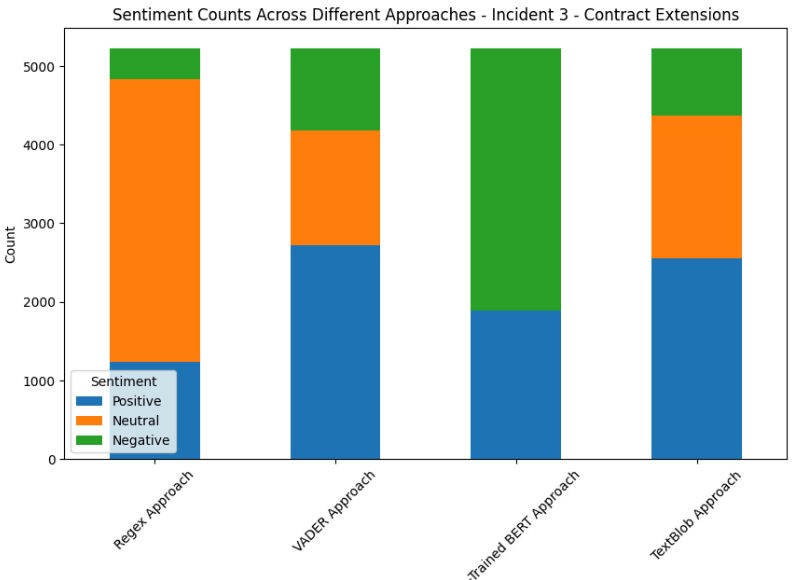 Sentiment Counts Across Different Approaches - Incident 3 - Contract Extensions
5000
4000
3000
2000
1000
0
Count
Sentiment
Positive
Neutral
Negative
Regex Approach
VADER Approach
-Trained BERT Approach
TextBlob Approach